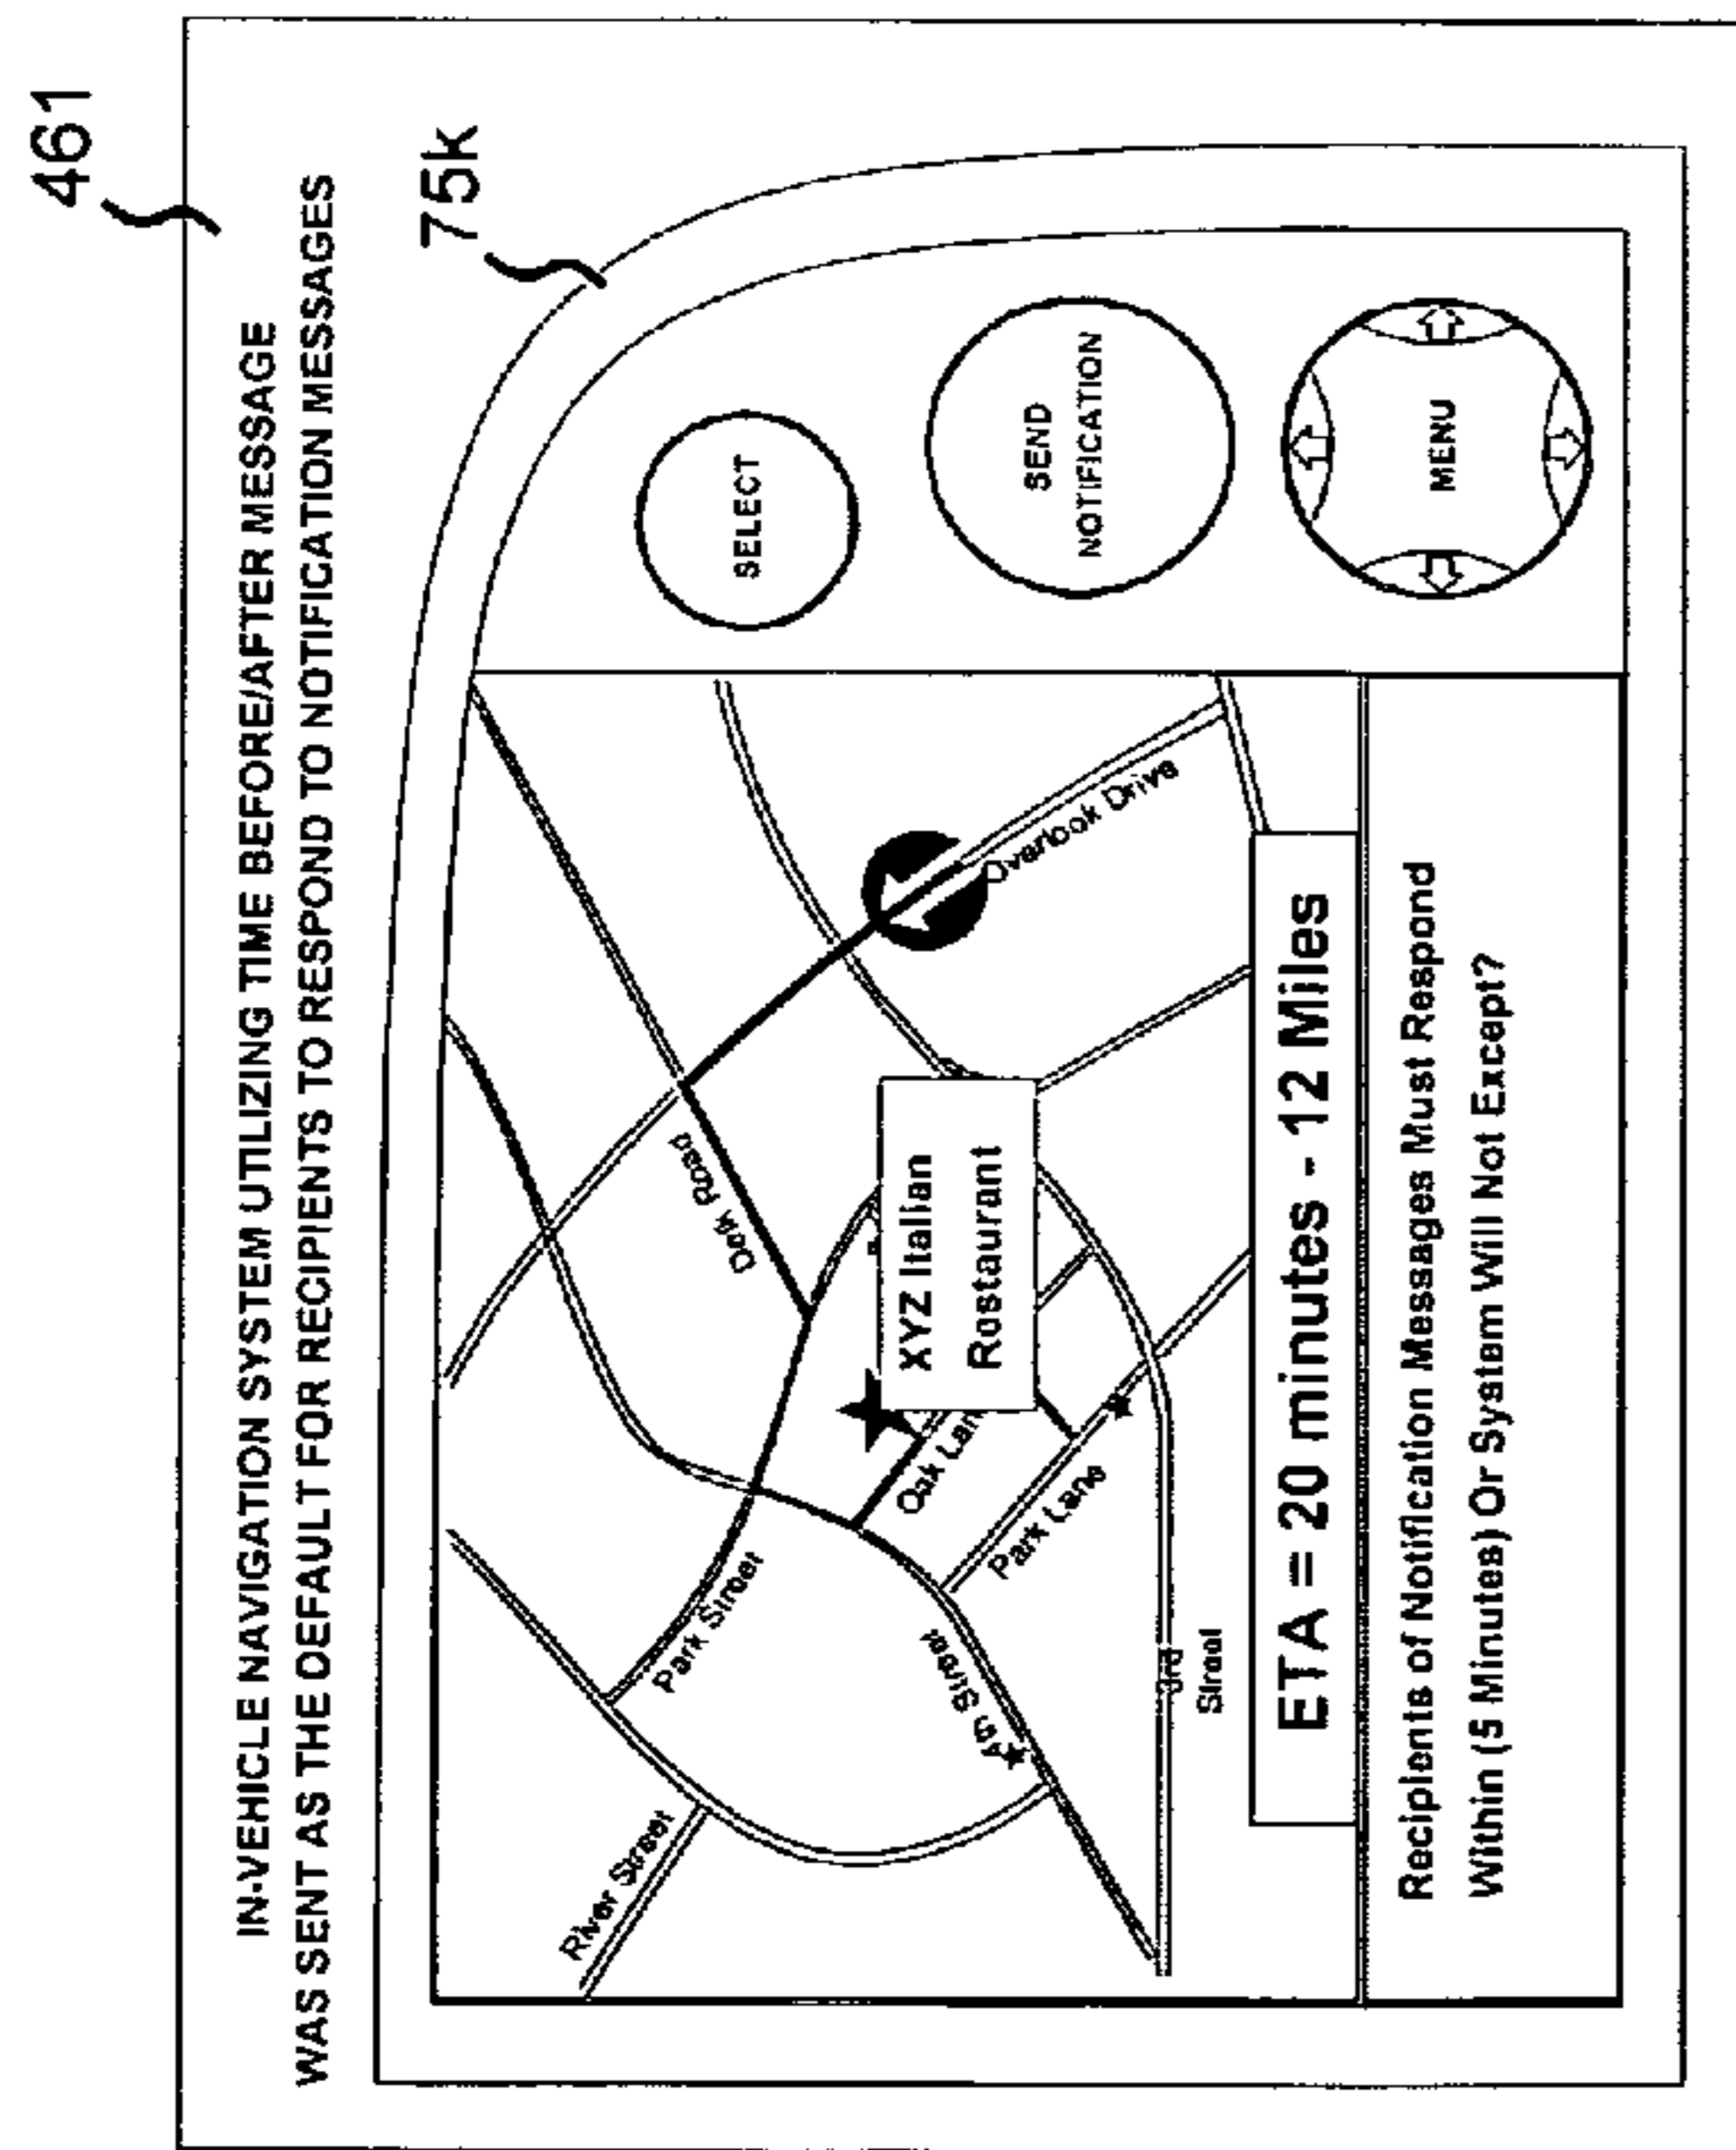 461
IN-VEHICLE NAVIGATION SYSTEM UTILIZING TIME BEFORE/AFTER MESSAGE
WAS SENT AS THE DEFAULT FOR RECIPIENTS TO RESPOND TO NOTIFICATION MESSAGES
75k
SELECT
SEND
NOTIFICATION
MENU
River Street
Park Street
Oak Road
Overlook Drive
XYZ Italian
Rostaurant
Oak Lan
Park Lane
4th Street
3rd
Street
ETA = 20 minutes - 12 Miles
Recipients of Notification Messages Must Respond
Within (5 Minutes) Or System Will Not Except?